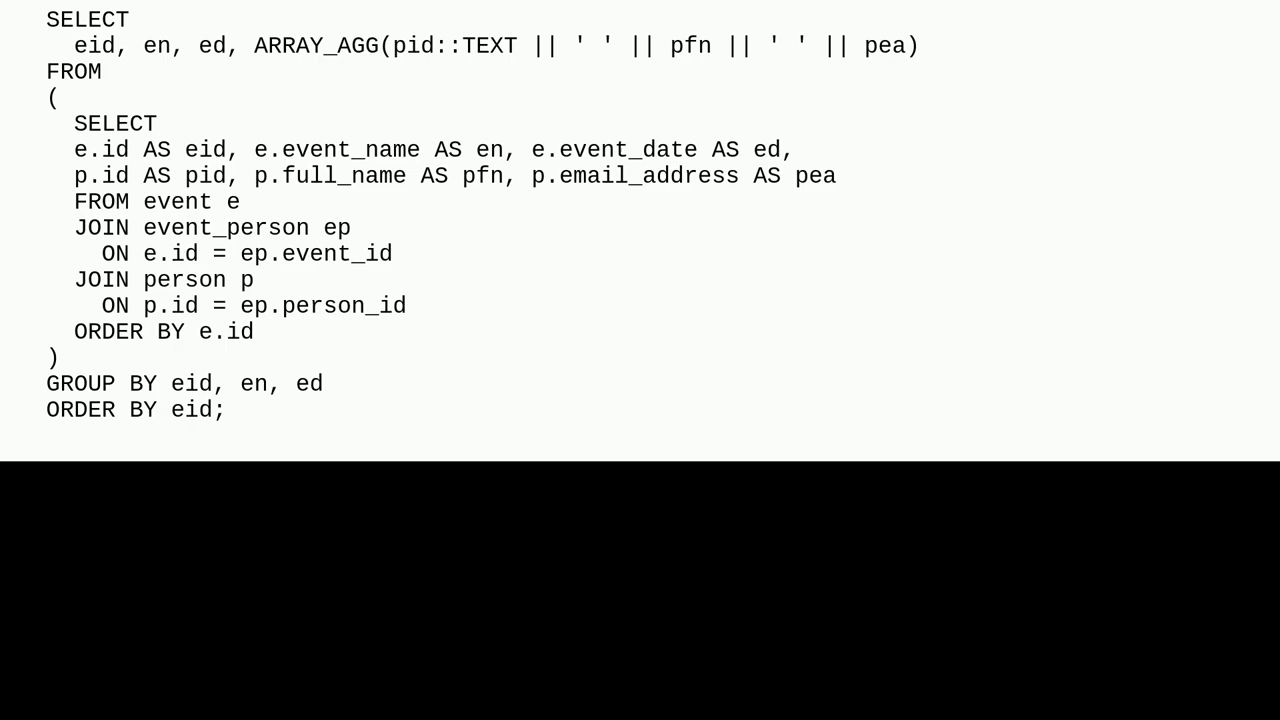 SELECT
  eid, en, ed, ARRAY_AGG(pid::TEXT || ' ' || pfn || ' ' || pea)
FROM
(
  SELECT
  e.id AS eid, e.event_name AS en, e.event_date AS ed,
  p.id AS pid, p.full_name AS pfn, p.email_address AS pea
  FROM event e
  JOIN event_person ep
    ON e.id = ep.event_id
  JOIN person p
    ON p.id = ep.person_id
  ORDER BY e.id
)
GROUP BY eid, en, ed
ORDER BY eid;